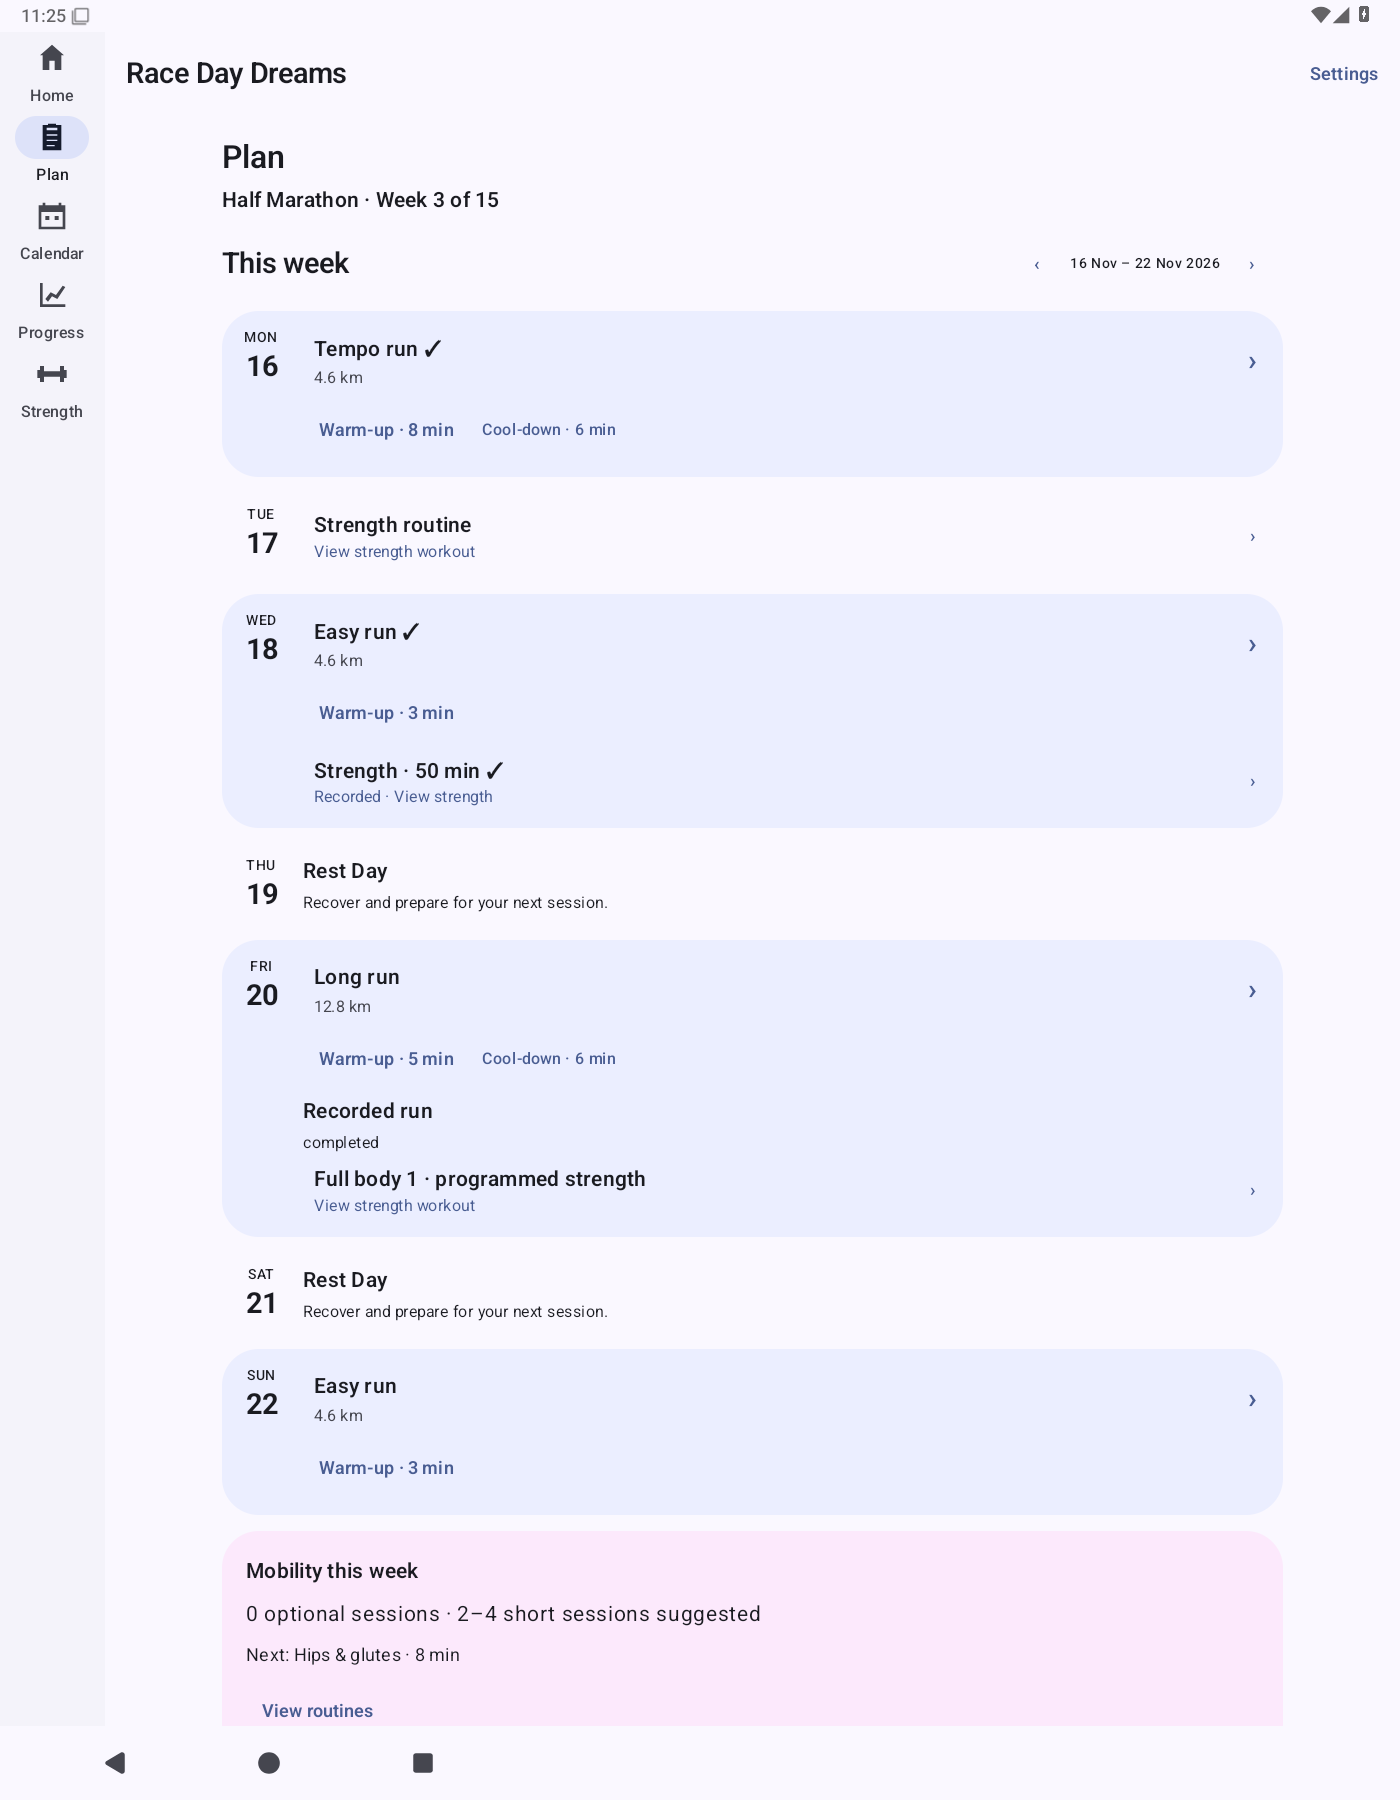 11:25
Home
Plan
Calendar
Progress
Strength
Race Day Dreams
Settings
Plan
Half Marathon · Week 3 of 15
This week
‹ 16 Nov – 22 Nov 2026 ›
MON
16
Tempo run ✓
4.6 km
›
Warm-up · 8 min Cool-down · 6 min
TUE
17
Strength routine
View strength workout
›
WED
18
Easy run ✓
4.6 km
›
Warm-up · 3 min
Strength · 50 min ✓
Recorded · View strength
›
THU
19
Rest Day
Recover and prepare for your next session.
FRI
20
Long run
12.8 km
›
Warm-up · 5 min Cool-down · 6 min
Recorded run
completed
Full body 1 · programmed strength
View strength workout
›
SAT
21
Rest Day
Recover and prepare for your next session.
SUN
22
Easy run
4.6 km
›
Warm-up · 3 min
Mobility this week
0 optional sessions · 2–4 short sessions suggested
Next: Hips & glutes · 8 min
View routines